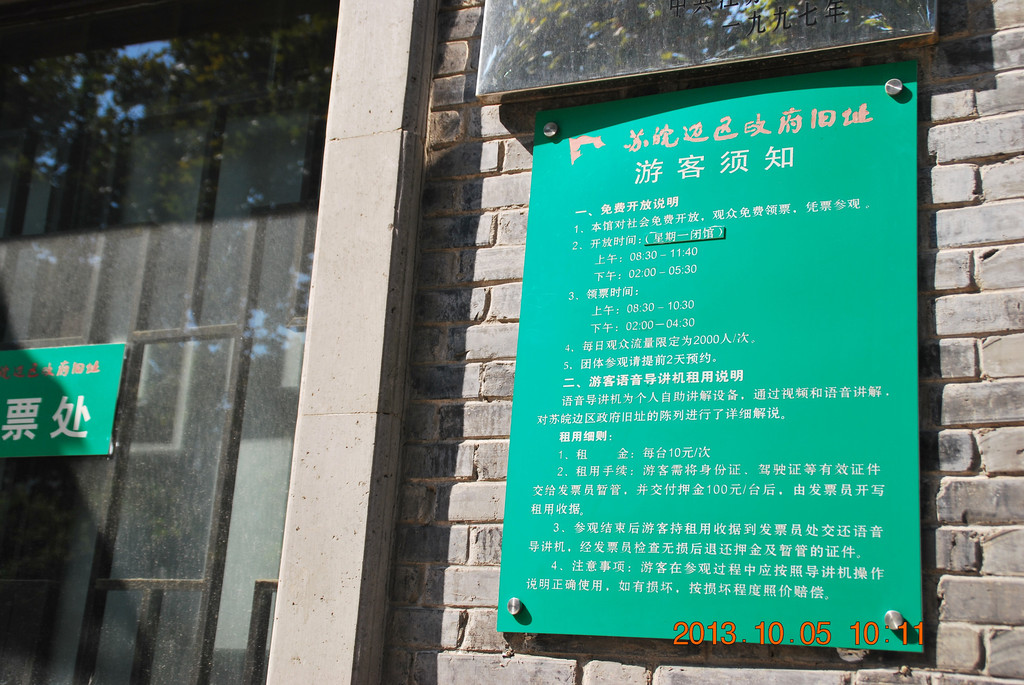 一九九七年
苏皖边区政府旧址
游客须知
一、免费开放说明
1、本馆对社会免费开放，观众免费领票，凭票参观。
2、开放时间:(星期一闭馆)
上午：08:30－11:40
下午：02:00－05:30
3、领票时间：
上午：08:30－10:30
下午：02:00－04:30
4、每日观众流量限定为2000人/次。
5、团体参观请提前2天预约。
二、游客语音导讲机租用说明
语音导讲机为个人自助讲解设备，通过视频和语音讲解，
对苏皖边区政府旧址的陈列进行了详细解说。
租用细则：
1、租 金：每台10元/次
2、租用手续：游客需将身份证、驾驶证等有效证件
交给发票员暂管，并交付押金100元/台后，由发票员开写
租用收据。
3、参观结束后游客持租用收据到发票员处交还语音
导讲机，经发票员检查无损后退还押金及暂管的证件。
4、注意事项：游客在参观过程中应按照导讲机操作
说明正确使用，如有损坏，按损坏程度照价赔偿。
边区政府旧址
票处
2013.10.05 10:11